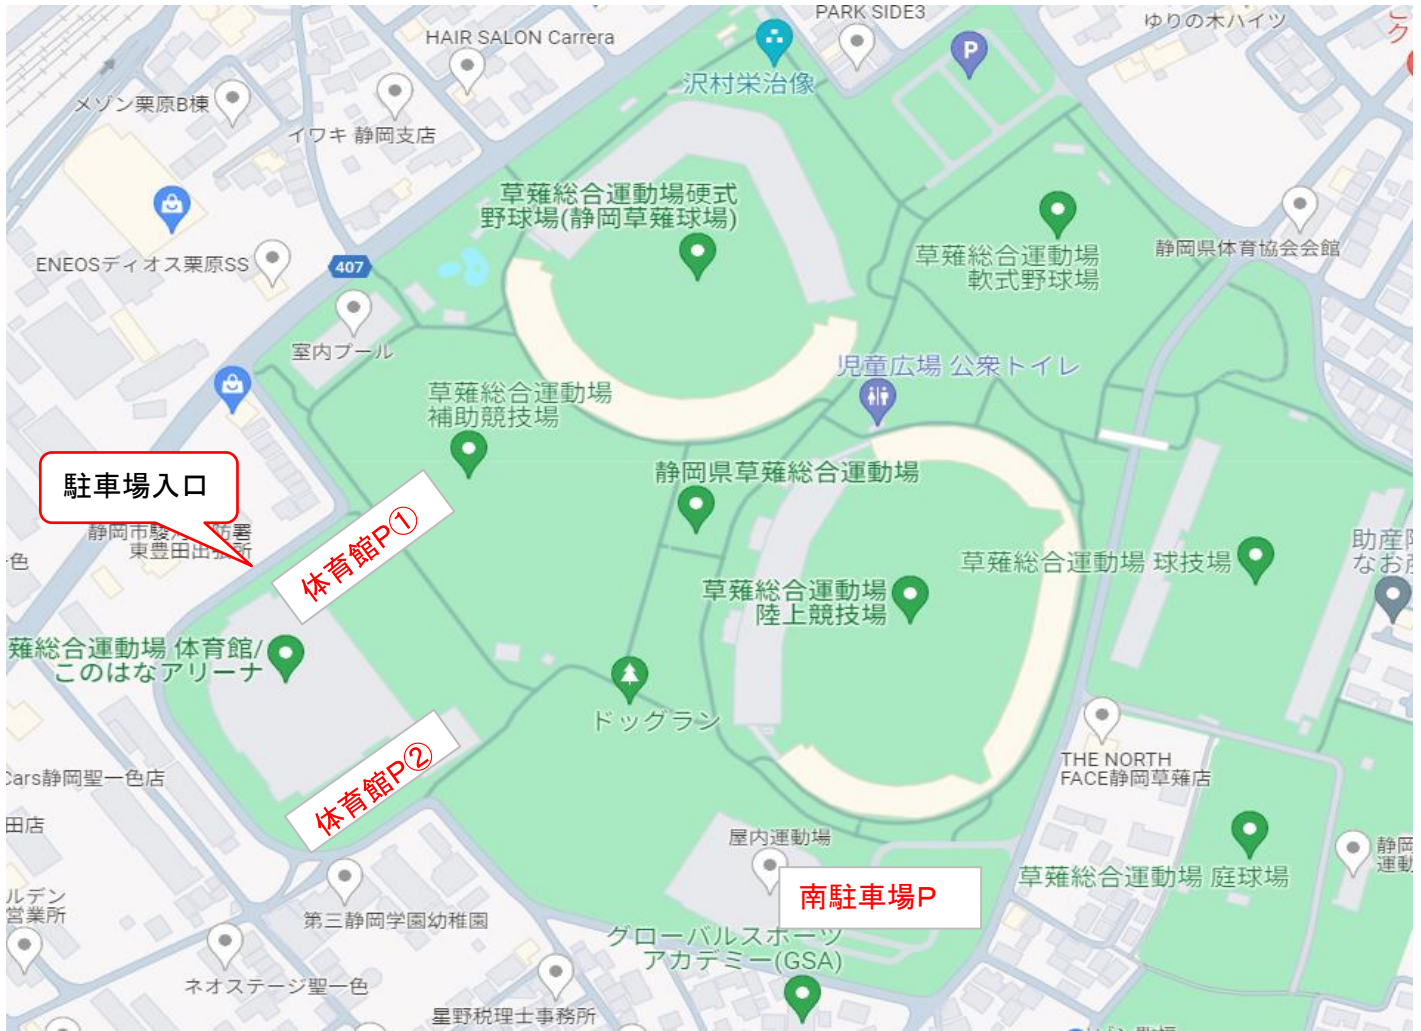 PARK SIDE3
ゆりの木ハイツ
HAIR SALON Carrera
沢村栄治像
P
メゾン栗原B棟
イワキ 静岡支店
草薙総合運動場硬式
野球場(静岡草薙球場)
草薙総合運動場
軟式野球場
静岡県体育協会会館
ENEOSディオス栗原SS
407
室内プール
児童広場 公衆トイレ
草薙総合運動場
補助競技場
駐車場入口
静岡県草薙総合運動場
体育館P①
東豊田出張所
草薙総合運動場 球技場
助産院
草薙総合運動場
陸上競技場
薙総合運動場 体育館/
このはなアリーナ
ドッグラン
体育館P②
THE NORTH
FACE静岡草薙店
Cars静岡聖一色店
田店
屋内運動場
南駐車場P
草薙総合運動場 庭球場
静岡
運動
ルデン
営業所
第三静岡学園幼稚園
グローバルスポーツ
アカデミー(GSA)
ネオステージ聖一色
星野税理士事務所